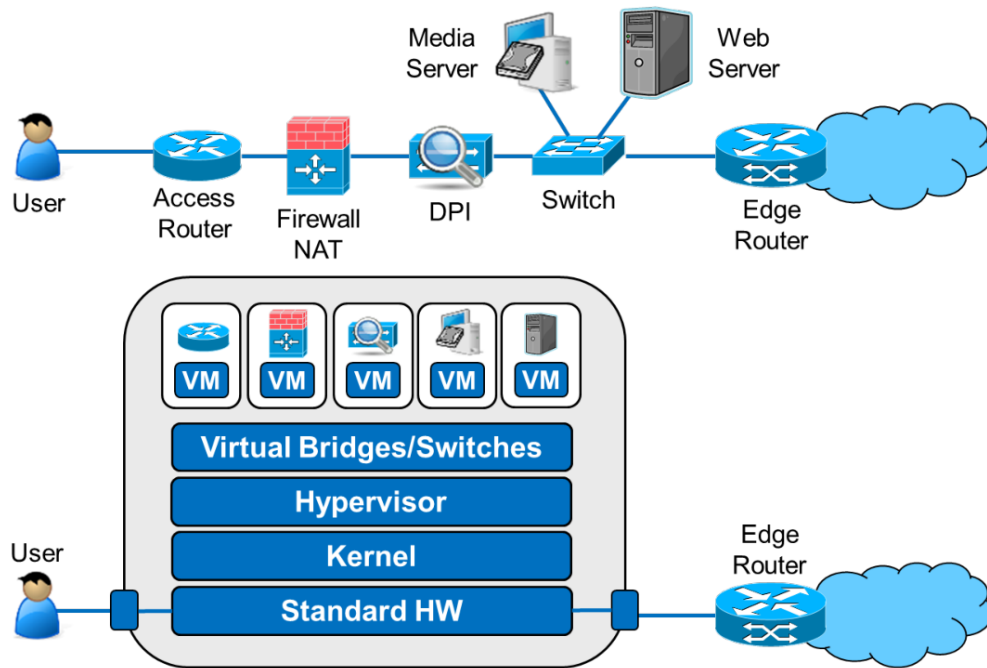 Media
Server
Web
Server
User
Access
Router
Firewall
NAT
DPI
Switch
Edge
Router
VM
VM
VM
VM
VM
Virtual Bridges/Switches
Hypervisor
Kernel
Standard HW
User
Edge
Router